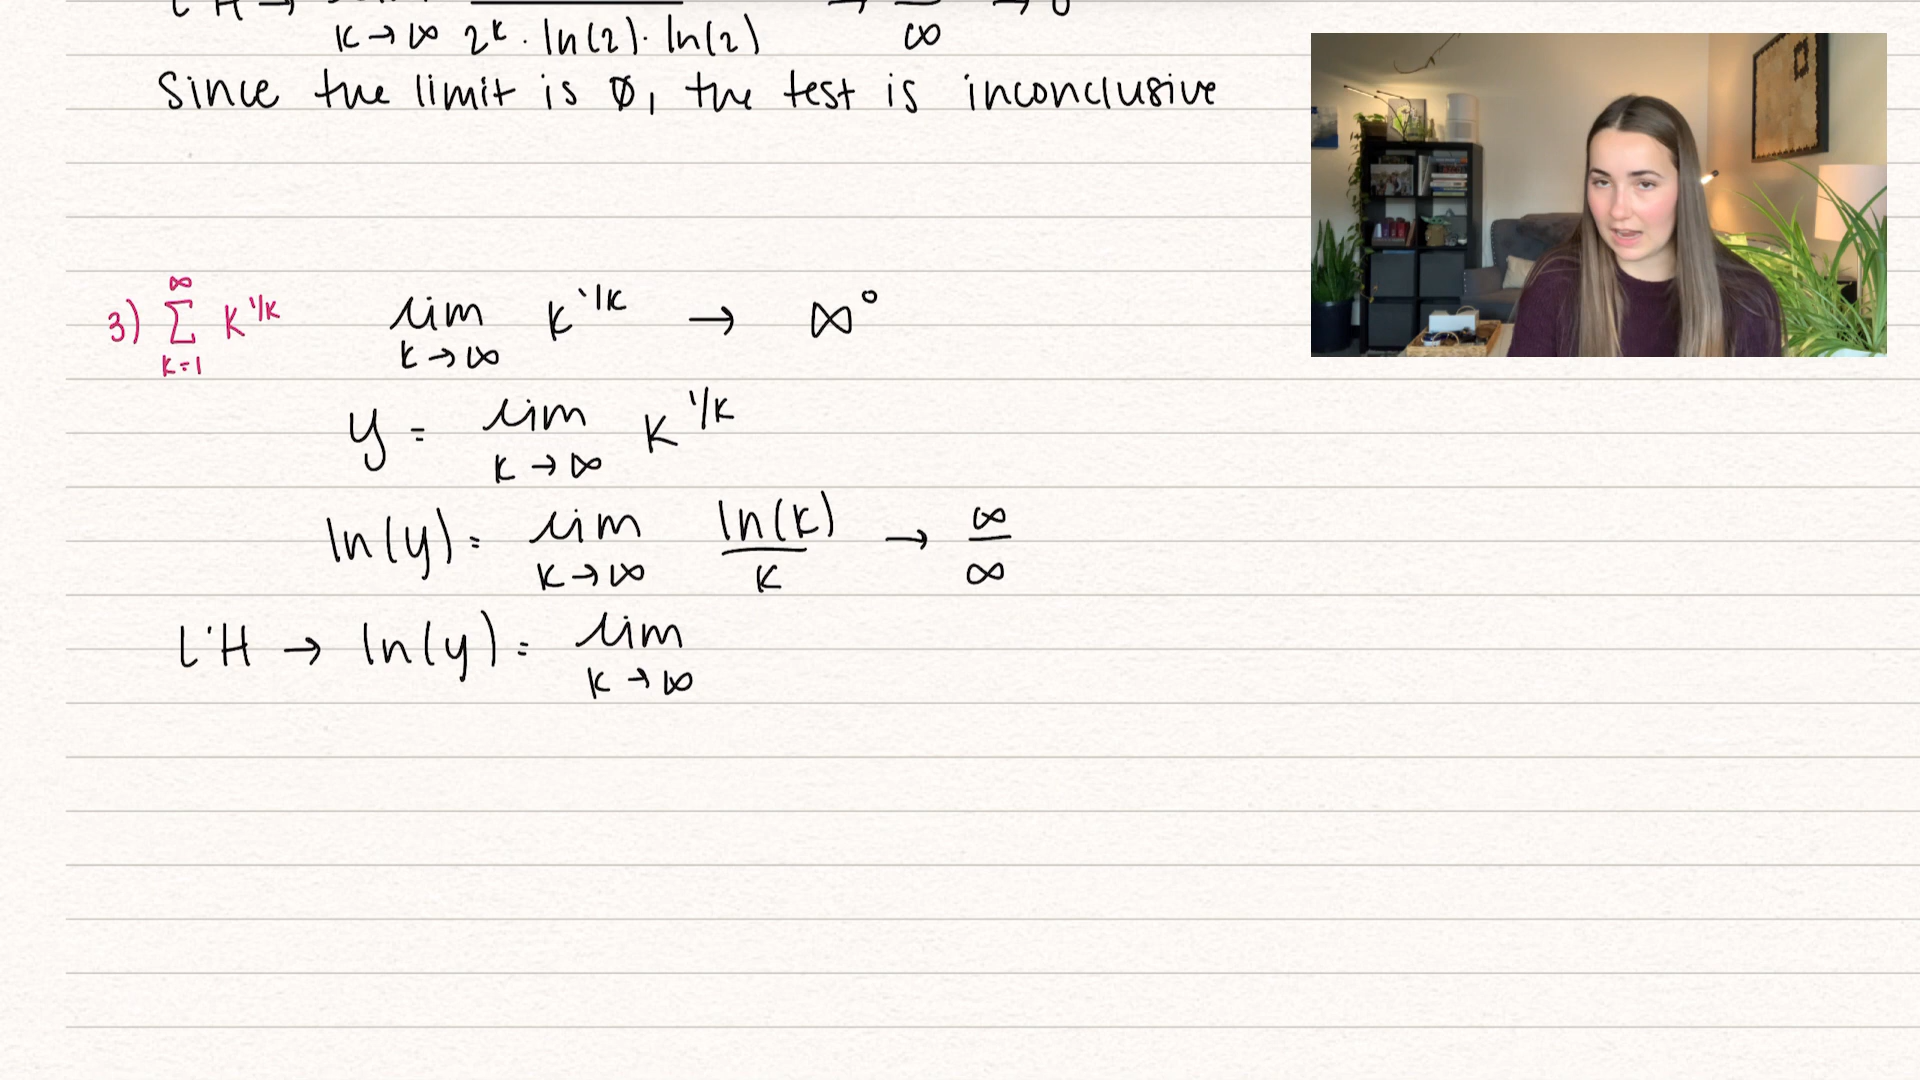 L'H →
k→∞ 2^k · ln(2) · ln(2) ∞
Since the limit is ∅, the test is inconclusive
3) ∑_{k=1}^{∞} k^{1/k} lim_{k→∞} k^{1/k} → ∞^0
y = lim_{k→∞} k^{1/k}
ln(y) = lim_{k→∞} ln(k)/k → ∞/∞
L'H → ln(y) = lim_{k→∞}